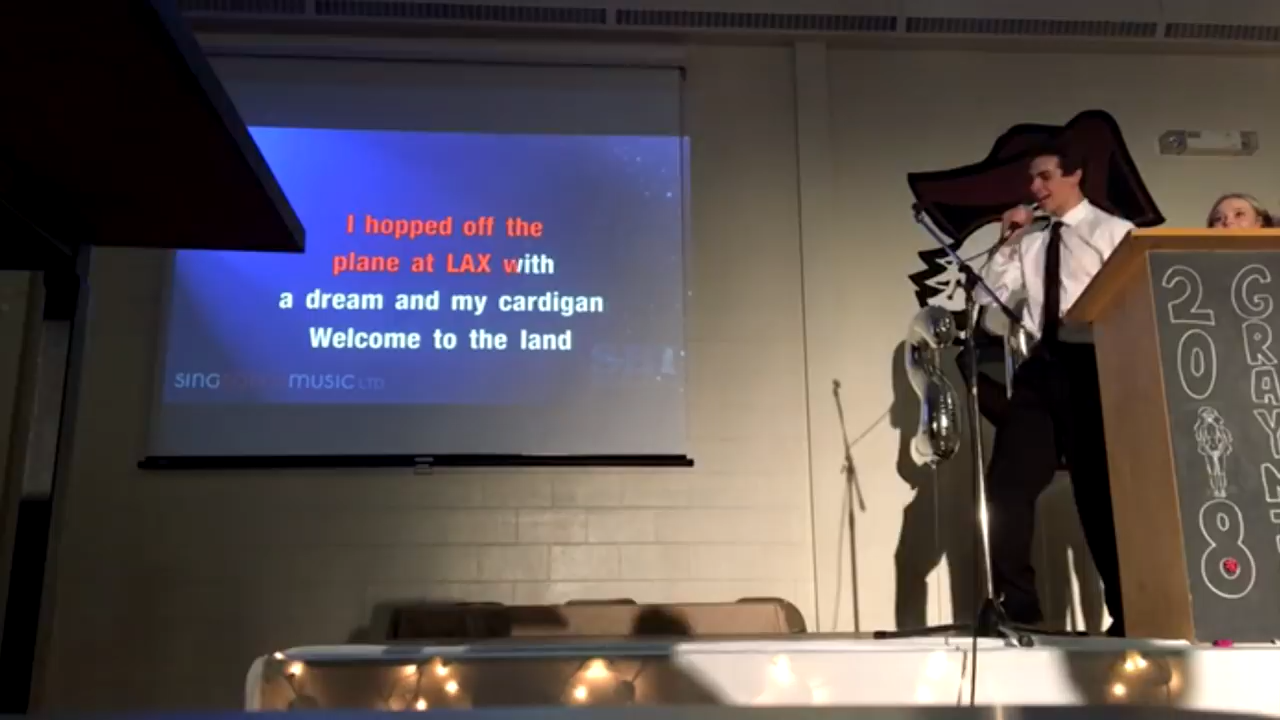 I hopped off the
plane at LAX with
a dream and my cardigan
Welcome to the land
SING
MUSIC LTD
20
8
GRAY